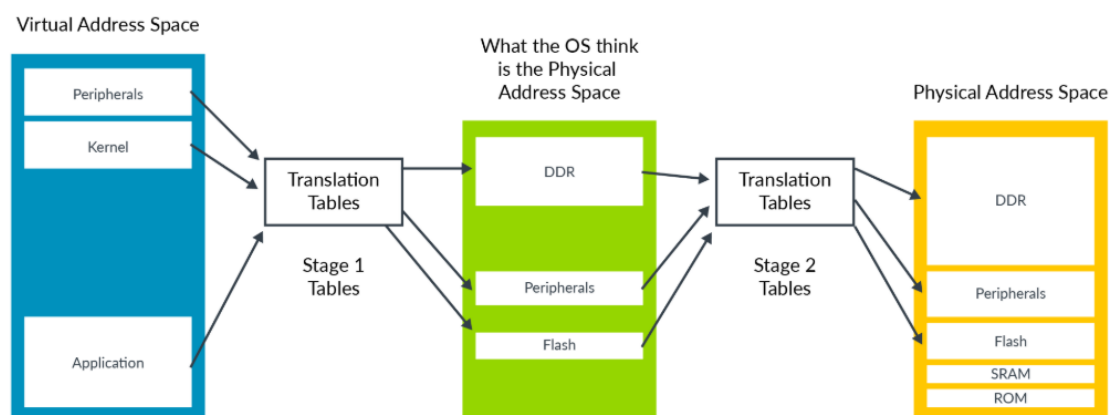 Virtual Address Space
Peripherals
Kernel
Application
Translation
Tables
Stage 1
Tables
What the OS think
is the Physical
Address Space
DDR
Peripherals
Flash
Translation
Tables
Stage 2
Tables
Physical Address Space
DDR
Peripherals
Flash
SRAM
ROM